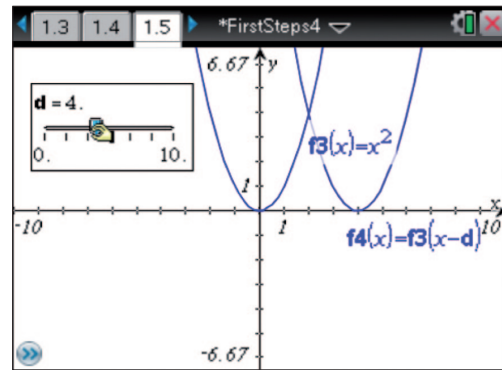 1.3 1.4 1.5 *FirstSteps4
6.67 y
d = 4.
0. 10.
f3(x)=x²
1
x
-10 1 10
f4(x)=f3(x-d)
-6.67